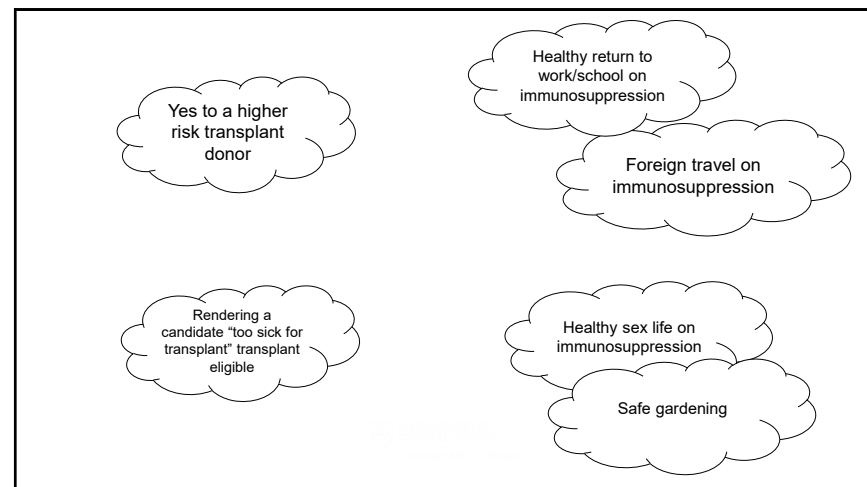 Yes to a higher
risk transplant
donor
Healthy return to
work/school on
immunosuppression
Foreign travel on
immunosuppression
Rendering a
candidate “too sick for
transplant” transplant
eligible
Healthy sex life on
immunosuppression
Safe gardening